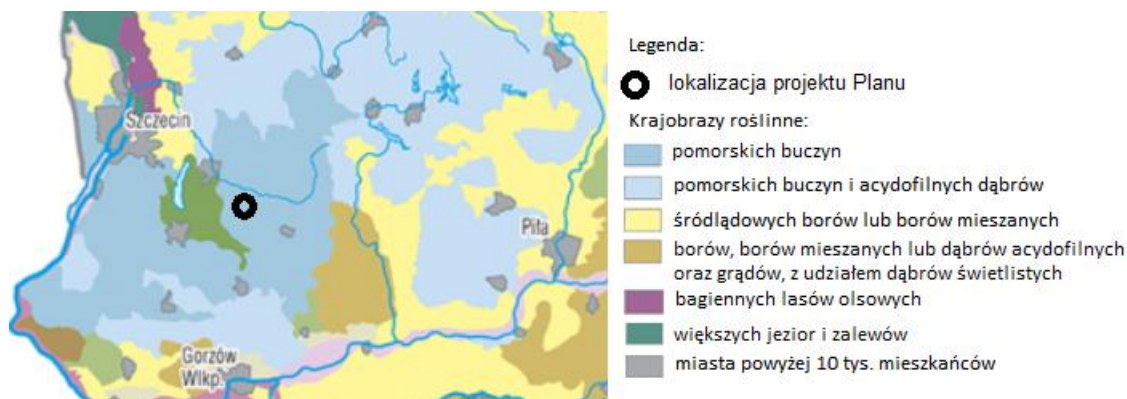 Szczecin
Piła
Gorzów
Wlkp.
Legenda:
lokalizacja projektu Planu
Krajobrazy roślinne:
pomorskich buczyn
pomorskich buczyn i acydofilnych dąbrów
śródlądowych borów lub borów mieszanych
borów, borów mieszanych lub dąbrów acydofilnych
oraz grądów, z udziałem dąbrów świetlistych
bagiennych lasów olsowych
większych jezior i zalewów
miasta powyżej 10 tys. mieszkańców